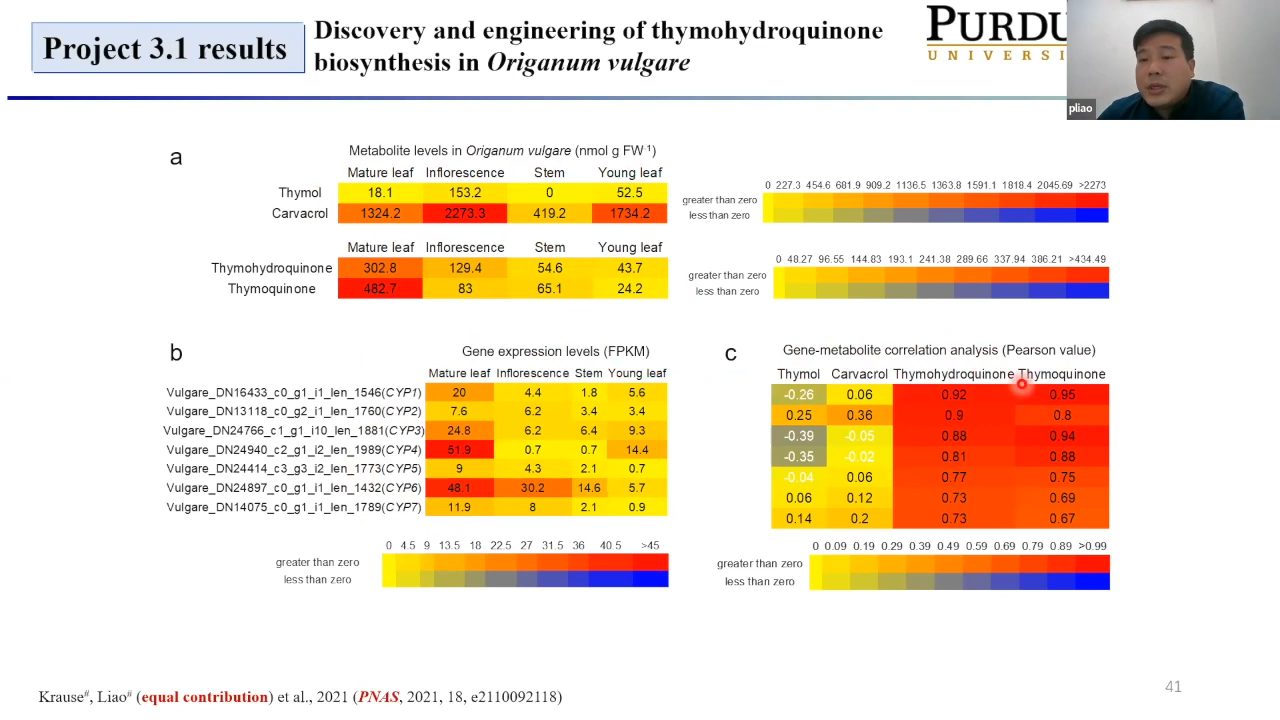 Project 3.1 results
Discovery and engineering of thymohydroquinone
biosynthesis in Origanum vulgare
PURDU
UNIVERSI
pliao
a
Metabolite levels in Origanum vulgare (nmol g FW-1)
Mature leaf Inflorescence Stem Young leaf
Thymol 18.1 153.2 0 52.5
Carvacrol 1324.2 2273.3 419.2 1734.2
Mature leaf Inflorescence Stem Young leaf
Thymohydroquinone 302.8 129.4 54.6 43.7
Thymoquinone 482.7 83 65.1 24.2
0 227.3 454.6 681.9 909.2 1136.5 1363.8 1591.1 1818.4 2045.69 >2273
greater than zero
less than zero
0 48.27 96.55 144.83 193.1 241.38 289.66 337.94 386.21 >434.49
greater than zero
less than zero
b
Gene expression levels (FPKM)
Mature leaf Inflorescence Stem Young leaf
Vulgare_DN16433_c0_g1_i1_len_1546(CYP1) 20 4.4 1.8 5.6
Vulgare_DN13118_c0_g2_i1_len_1760(CYP2) 7.6 6.2 3.4 3.4
Vulgare_DN24766_c1_g1_i10_len_1881(CYP3) 24.8 6.2 6.4 9.3
Vulgare_DN24940_c2_g1_i2_len_1989(CYP4) 51.9 0.7 0.7 14.4
Vulgare_DN24414_c3_g3_i2_len_1773(CYP5) 9 4.3 2.1 0.7
Vulgare_DN24897_c0_g1_i1_len_1432(CYP6) 48.1 30.2 14.6 5.7
Vulgare_DN14075_c0_g1_i1_len_1789(CYP7) 11.9 8 2.1 0.9
0 4.5 9 13.5 18 22.5 27 31.5 36 40.5 >45
greater than zero
less than zero
c
Gene-metabolite correlation analysis (Pearson value)
Thymol Carvacrol Thymohydroquinone Thymoquinone
-0.26 0.06 0.92 0.95
0.25 0.36 0.9 0.8
-0.39 -0.05 0.88 0.94
-0.35 -0.02 0.81 0.88
-0.04 0.06 0.77 0.75
0.06 0.12 0.73 0.69
0.14 0.2 0.73 0.67
0 0.09 0.19 0.29 0.39 0.49 0.59 0.69 0.79 0.89 >0.99
greater than zero
less than zero
Krause#, Liao# (equal contribution) et al., 2021 (PNAS, 2021, 18, e2110092118)
41